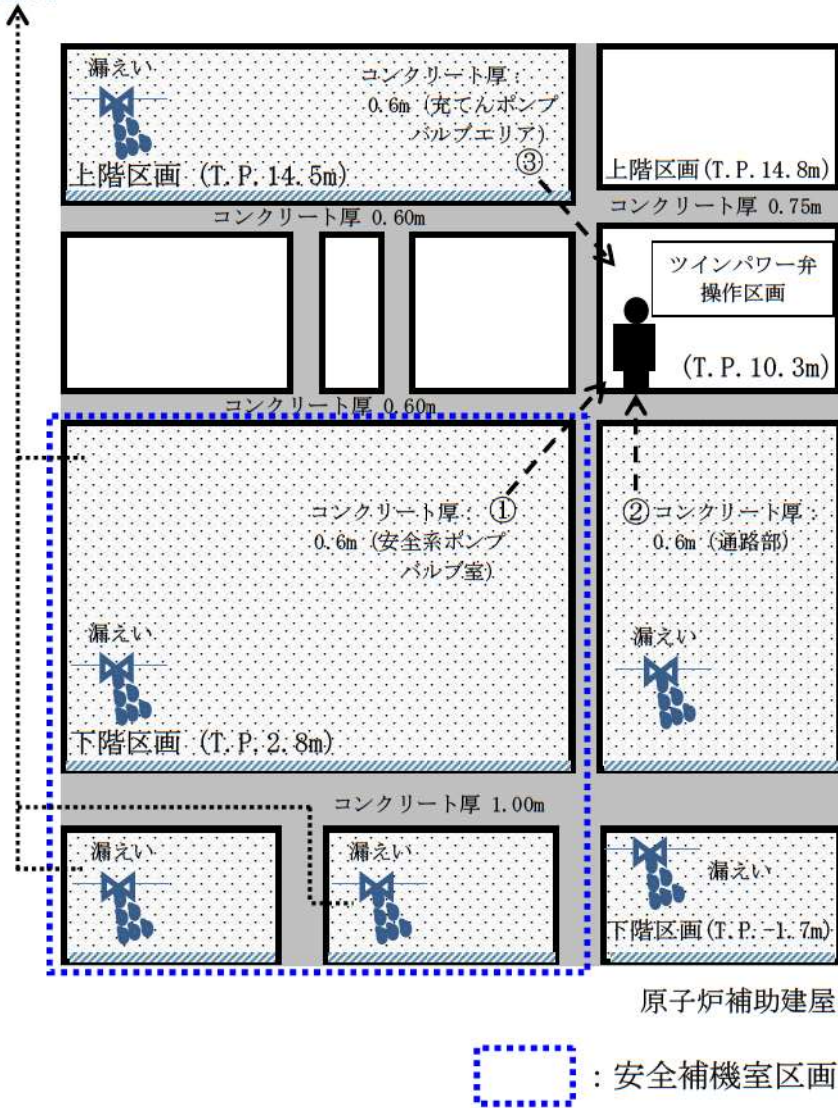 漏えい
コンクリート厚：
0.6m（充てんポンプ
バルブエリア）
③
上階区画（T.P.14.5m）
上階区画(T.P.14.8m)
コンクリート厚 0.60m
コンクリート厚 0.75m
ツインパワー弁
操作区画
(T.P.10.3m)
コンクリート厚 0.60m
コンクリート厚：①
0.6m（安全系ポンプ
バルブ室）
②コンクリート厚：
0.6m（通路部）
漏えい
漏えい
下階区画（T.P.2.8m）
コンクリート厚 1.00m
漏えい
漏えい
漏えい
下階区画(T.P.-1.7m)
原子炉補助建屋
：安全補機室区画